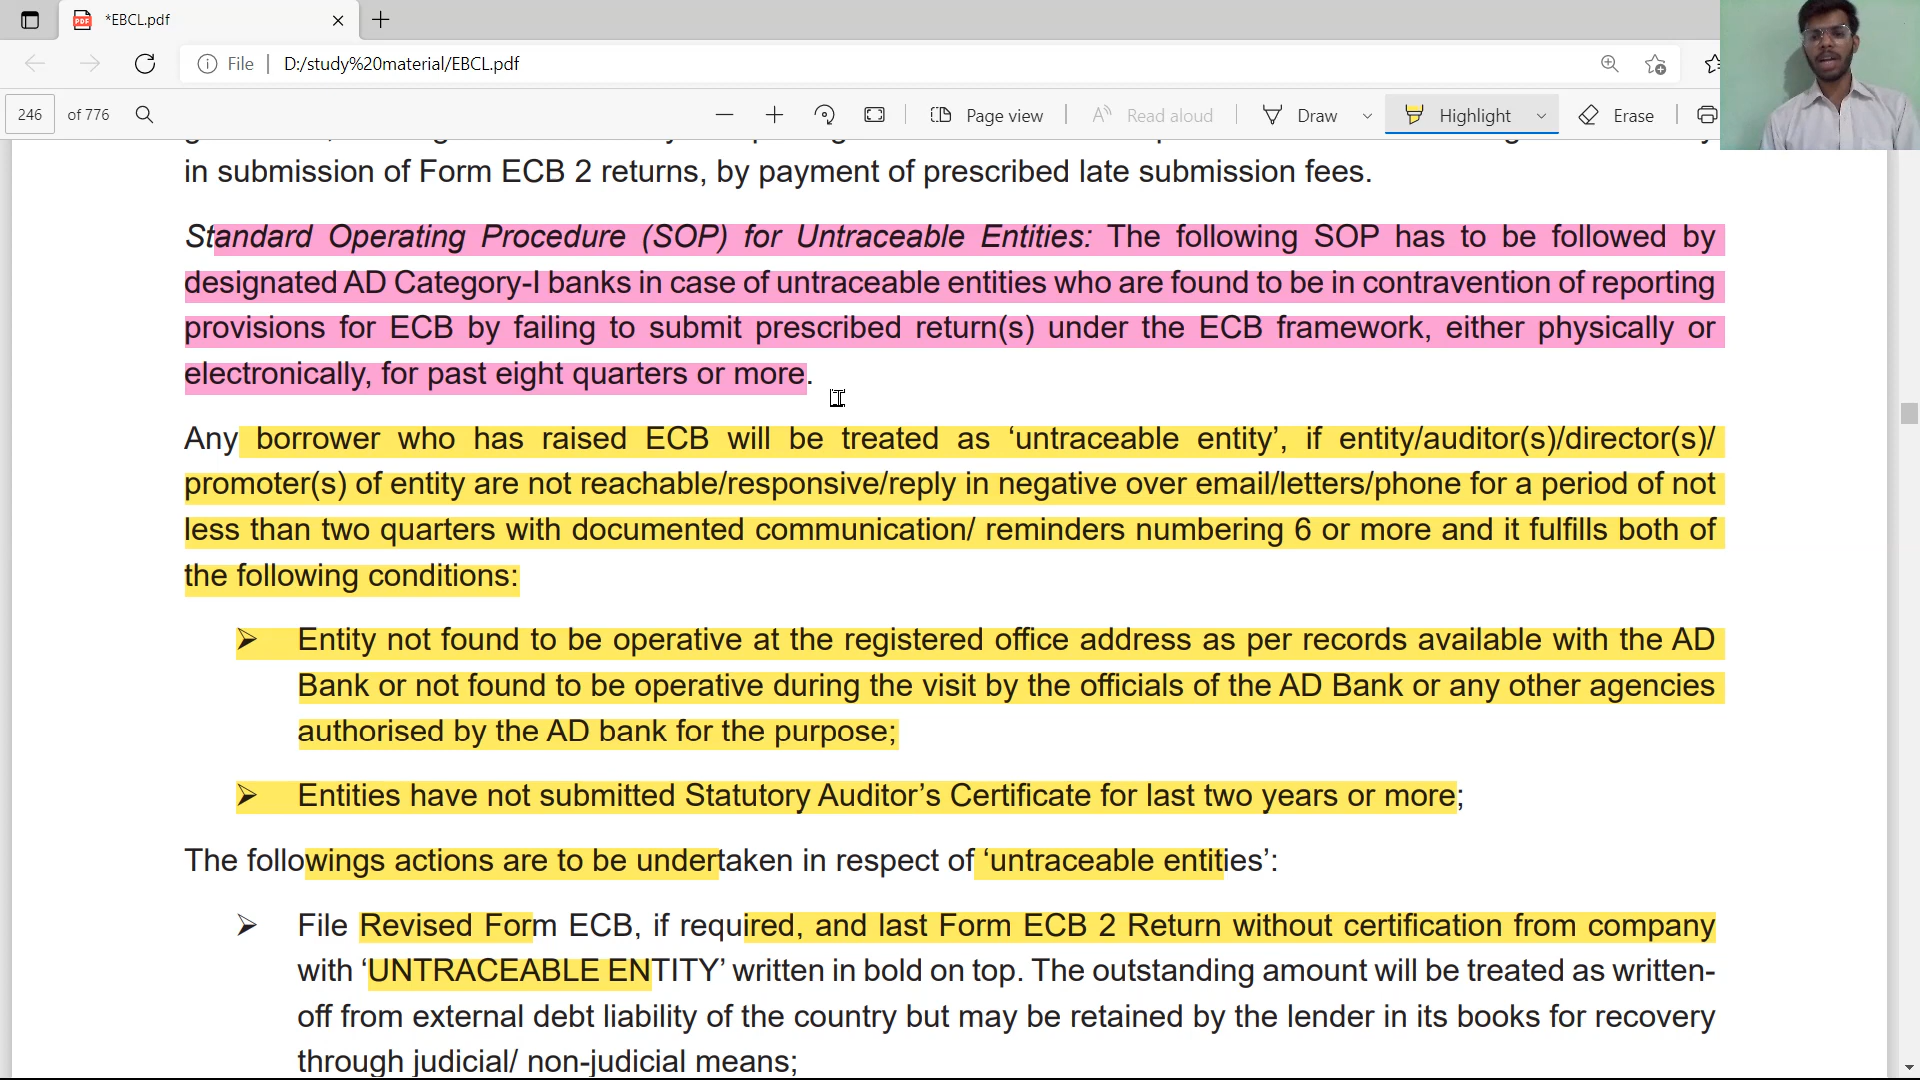 *EBCL.pdf
File D:/study%20material/EBCL.pdf
246 of 776 Page view Read aloud Draw Highlight Erase
in submission of Form ECB 2 returns, by payment of prescribed late submission fees.
Standard Operating Procedure (SOP) for Untraceable Entities: The following SOP has to be followed by
designated AD Category-I banks in case of untraceable entities who are found to be in contravention of reporting
provisions for ECB by failing to submit prescribed return(s) under the ECB framework, either physically or
electronically, for past eight quarters or more.
Any borrower who has raised ECB will be treated as ‘untraceable entity’, if entity/auditor(s)/director(s)/
promoter(s) of entity are not reachable/responsive/reply in negative over email/letters/phone for a period of not
less than two quarters with documented communication/ reminders numbering 6 or more and it fulfills both of
the following conditions:
➢ Entity not found to be operative at the registered office address as per records available with the AD
Bank or not found to be operative during the visit by the officials of the AD Bank or any other agencies
authorised by the AD bank for the purpose;
➢ Entities have not submitted Statutory Auditor’s Certificate for last two years or more;
The followings actions are to be undertaken in respect of ‘untraceable entities’:
➢ File Revised Form ECB, if required, and last Form ECB 2 Return without certification from company
with ‘UNTRACEABLE ENTITY’ written in bold on top. The outstanding amount will be treated as written-
off from external debt liability of the country but may be retained by the lender in its books for recovery
through judicial/ non-judicial means;